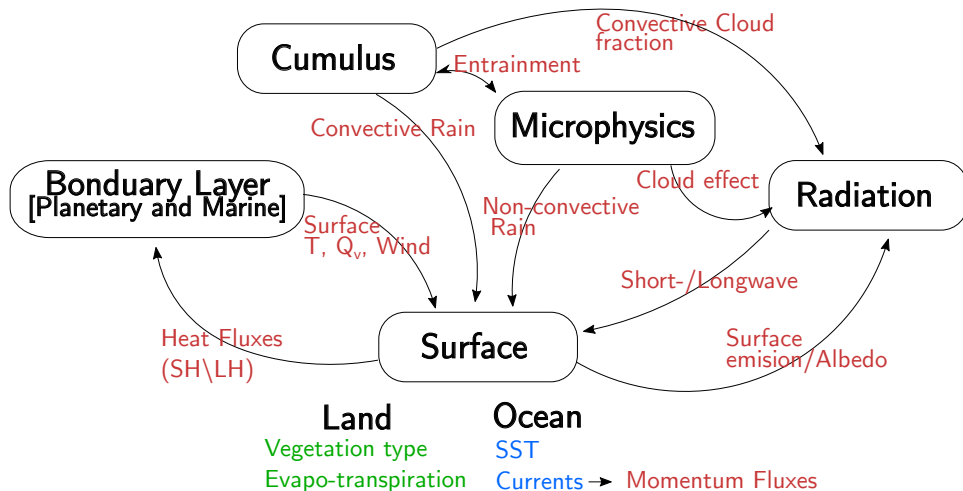 Convective Cloud
fraction
Cumulus
Entrainment
Microphysics
Convective Rain
Cloud effect
Bonduary Layer
[Planetary and Marine]
Radiation
Non-convective
Rain
Surface
T, Qᵥ, Wind
Short-/Longwave
Heat Fluxes
(SH\LH)
Surface
Surface
emision/Albedo
Land
Vegetation type
Evapo-transpiration
Ocean
SST
Currents
Momentum Fluxes